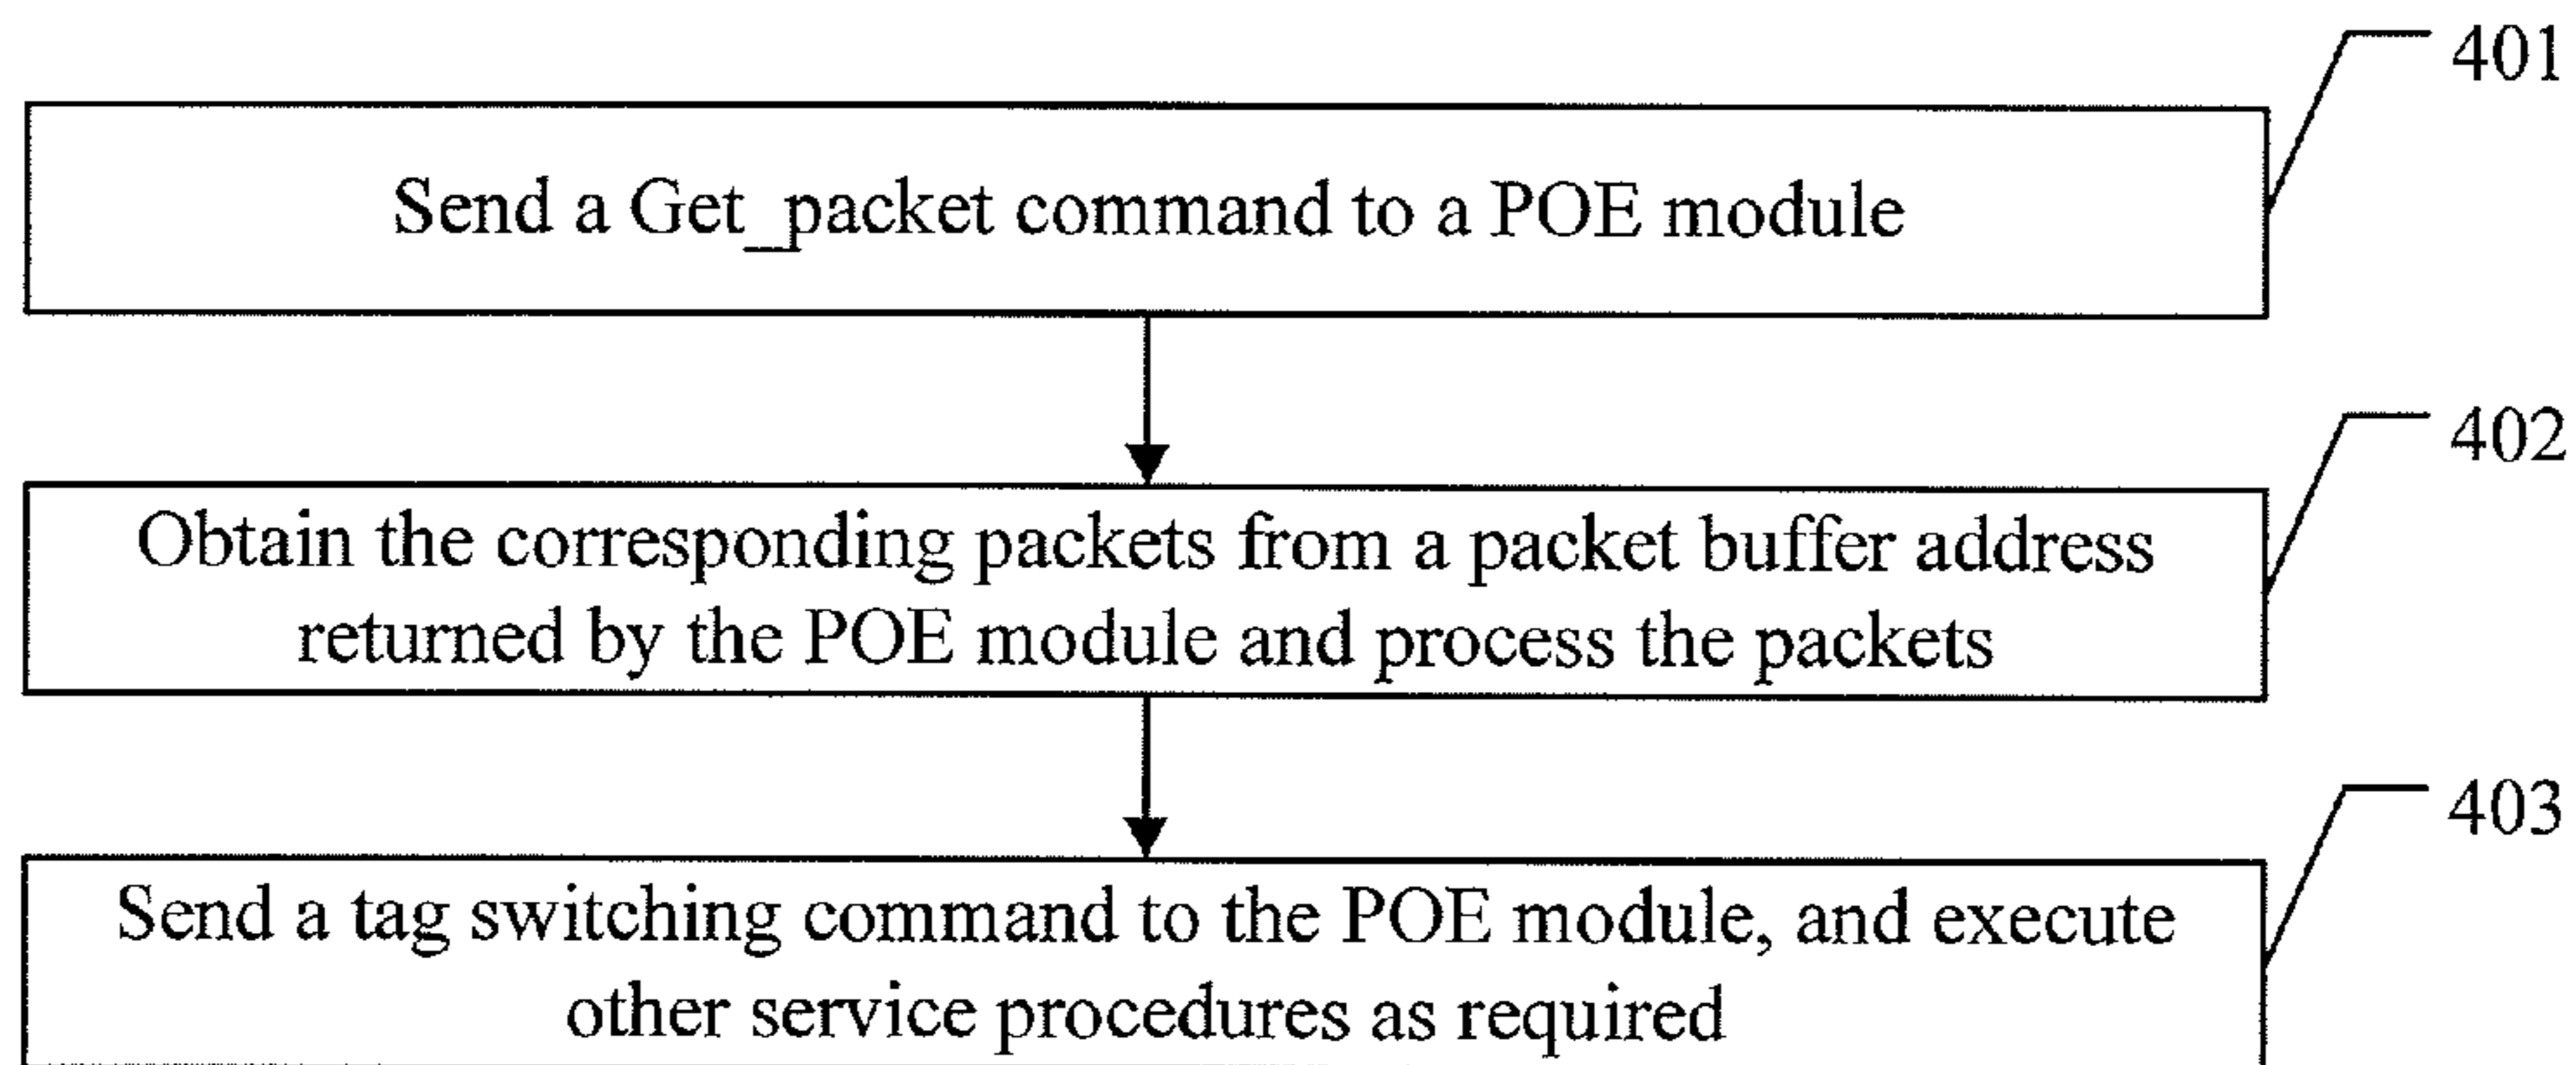 401
Send a Get_packet command to a POE module
402
Obtain the corresponding packets from a packet buffer address
returned by the POE module and process the packets
403
Send a tag switching command to the POE module, and execute
other service procedures as required